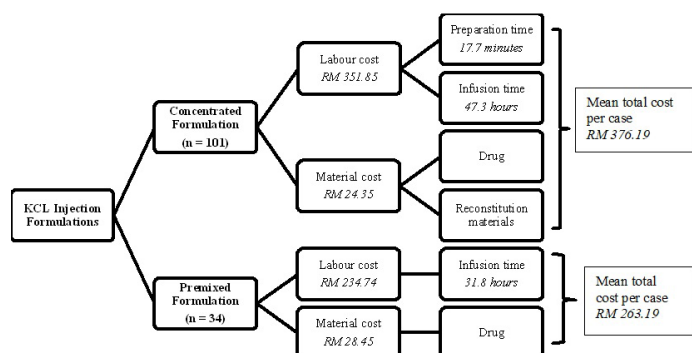 KCL Injection
Formulations
Concentrated
Formulation
(n = 101)
Labour cost
RM 351.85
Preparation time
17.7 minutes
Infusion time
47.3 hours
Material cost
RM 24.35
Drug
Reconstitution
materials
Mean total cost
per case
RM 376.19
Premixed
Formulation
(n = 34)
Labour cost
RM 234.74
Infusion time
31.8 hours
Material cost
RM 28.45
Drug
Mean total
cost per case
RM 263.19